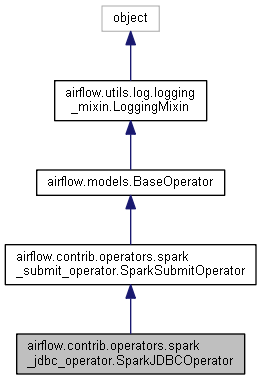 object
airflow.utils.log.logging
_mixin.LoggingMixin
airflow.models.BaseOperator
airflow.contrib.operators.spark
_submit_operator.SparkSubmitOperator
airflow.contrib.operators.spark
_jdbc_operator.SparkJDBCOperator